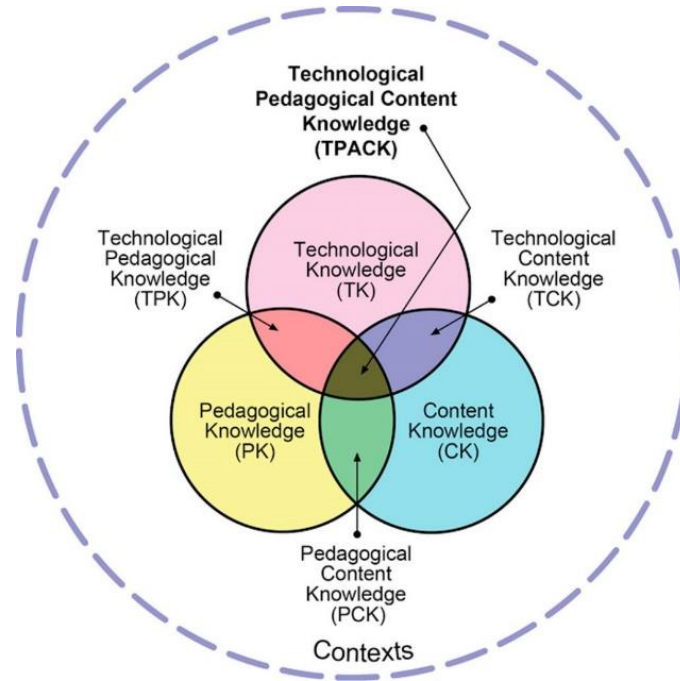 Technological
Pedagogical Content
Knowledge
(TPACK)
Technological
Pedagogical
Knowledge
(TPK)
Technological
Knowledge
(TK)
Technological
Content
Knowledge
(TCK)
Pedagogical
Knowledge
(PK)
Content
Knowledge
(CK)
Pedagogical
Content
Knowledge
(PCK)
Contexts